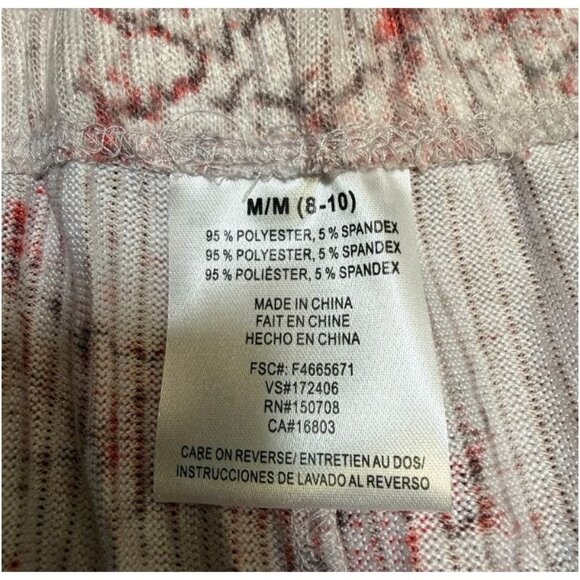 M/M (8-10)
95 % POLYESTER, 5 % SPANDEX
95 % POLYESTER, 5 % SPANDEX
95 % POLIÉSTER, 5 % SPANDEX
MADE IN CHINA
FAIT EN CHINE
HECHO EN CHINA
FSC#: F4665671
VS#172406
RN#150708
CA#16803
CARE ON REVERSE/ ENTRETIEN AU DOS/
INSTRUCCIONES DE LAVADO AL REVERSO